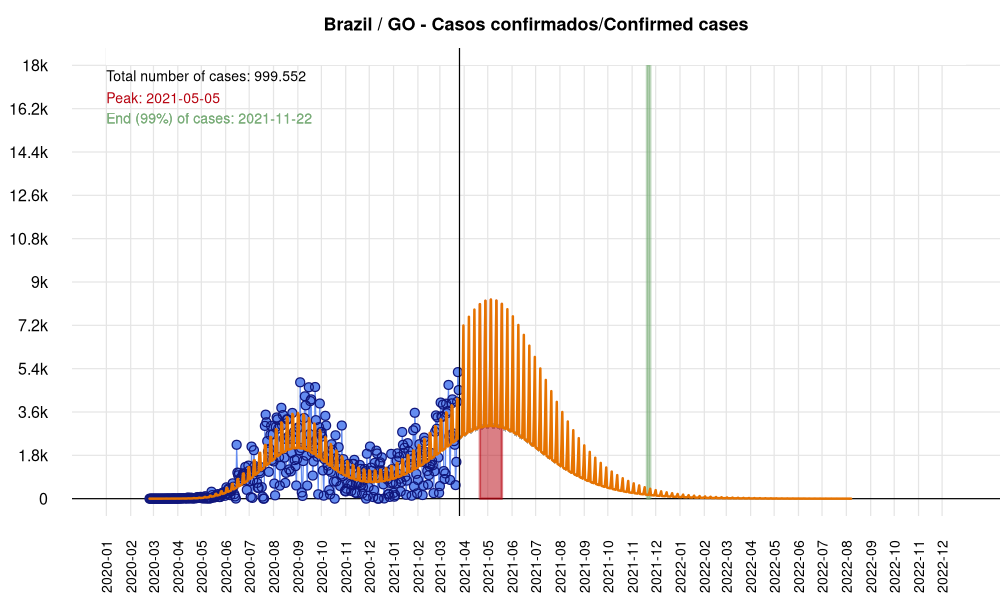 Brazil / GO - Casos confirmados/Confirmed cases
Total number of cases: 999.552
Peak: 2021-05-05
End (99%) of cases: 2021-11-22
18k
16.2k
14.4k
12.6k
10.8k
9k
7.2k
5.4k
3.6k
1.8k
0
2020-01
2020-02
2020-03
2020-04
2020-05
2020-06
2020-07
2020-08
2020-09
2020-10
2020-11
2020-12
2021-01
2021-02
2021-03
2021-04
2021-05
2021-06
2021-07
2021-08
2021-09
2021-10
2021-11
2021-12
2022-01
2022-02
2022-03
2022-04
2022-05
2022-06
2022-07
2022-08
2022-09
2022-10
2022-11
2022-12